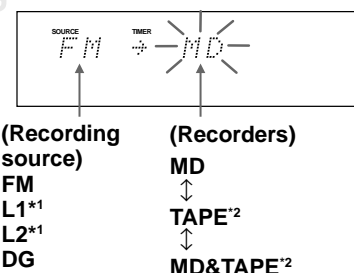 SOURCE TIMER
FM → MD
(Recording source) (Recorders)
FM
L1*1
L2*1
DG
MD
↕
TAPE*2
↕
MD&TAPE*2